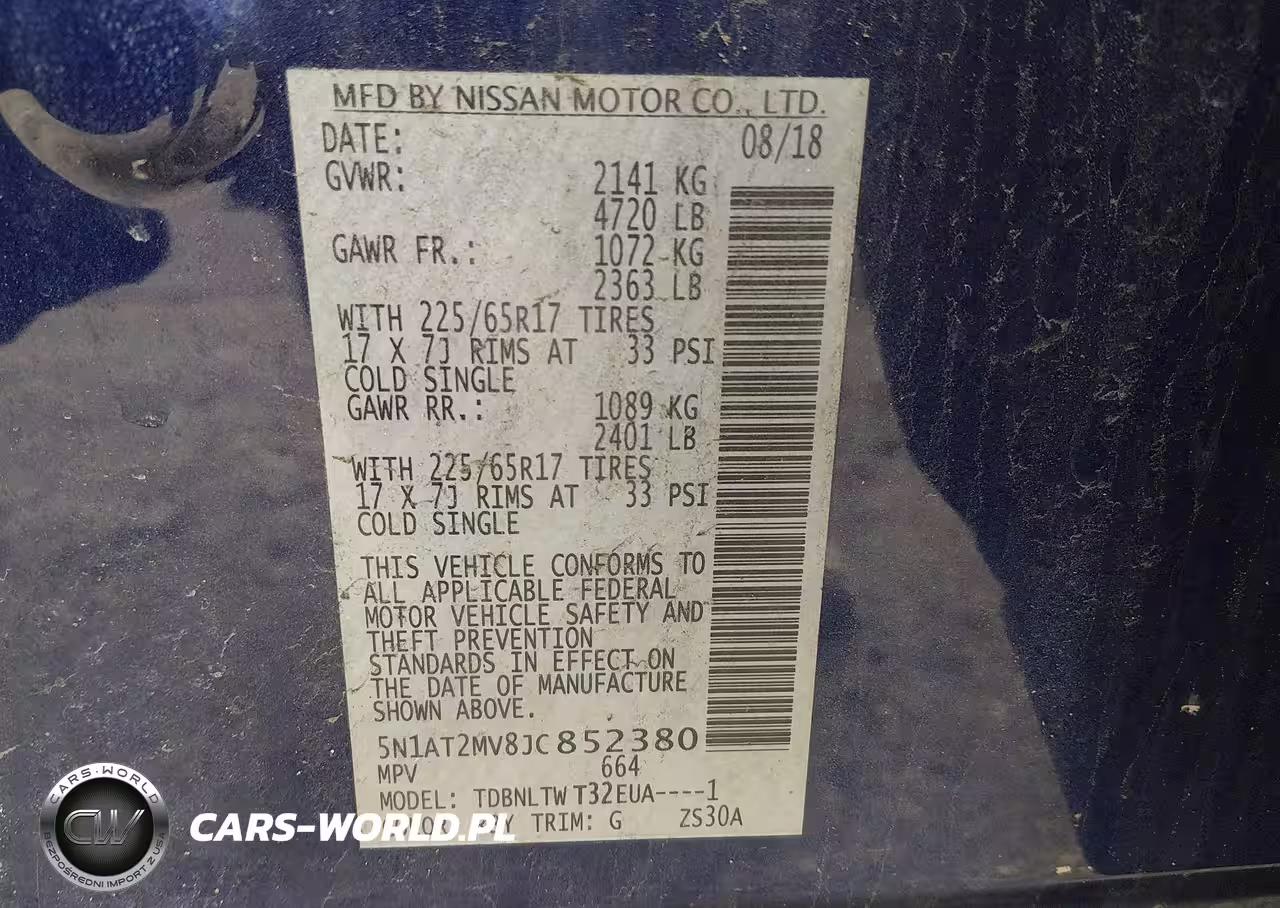 MFD BY NISSAN MOTOR CO., LTD.
DATE: 08/18
GVWR: 2141 KG
4720 LB
GAWR FR.: 1072 KG
2363 LB
WITH 225/65R17 TIRES
17 X 7J RIMS AT 33 PSI
COLD SINGLE
GAWR RR.: 1089 KG
2401 LB
WITH 225/65R17 TIRES
17 X 7J RIMS AT 33 PSI
COLD SINGLE
THIS VEHICLE CONFORMS TO
ALL APPLICABLE FEDERAL
MOTOR VEHICLE SAFETY AND
THEFT PREVENTION
STANDARDS IN EFFECT ON
THE DATE OF MANUFACTURE
SHOWN ABOVE.
5N1AT2MV8JC852380
MPV 664
MODEL: TDBNLTW T32EUA----1
TRIM: G ZS30A
CARS-WORLD
CW
BEZPOŚREDNI IMPORT Z USA
CARS-WORLD.PL